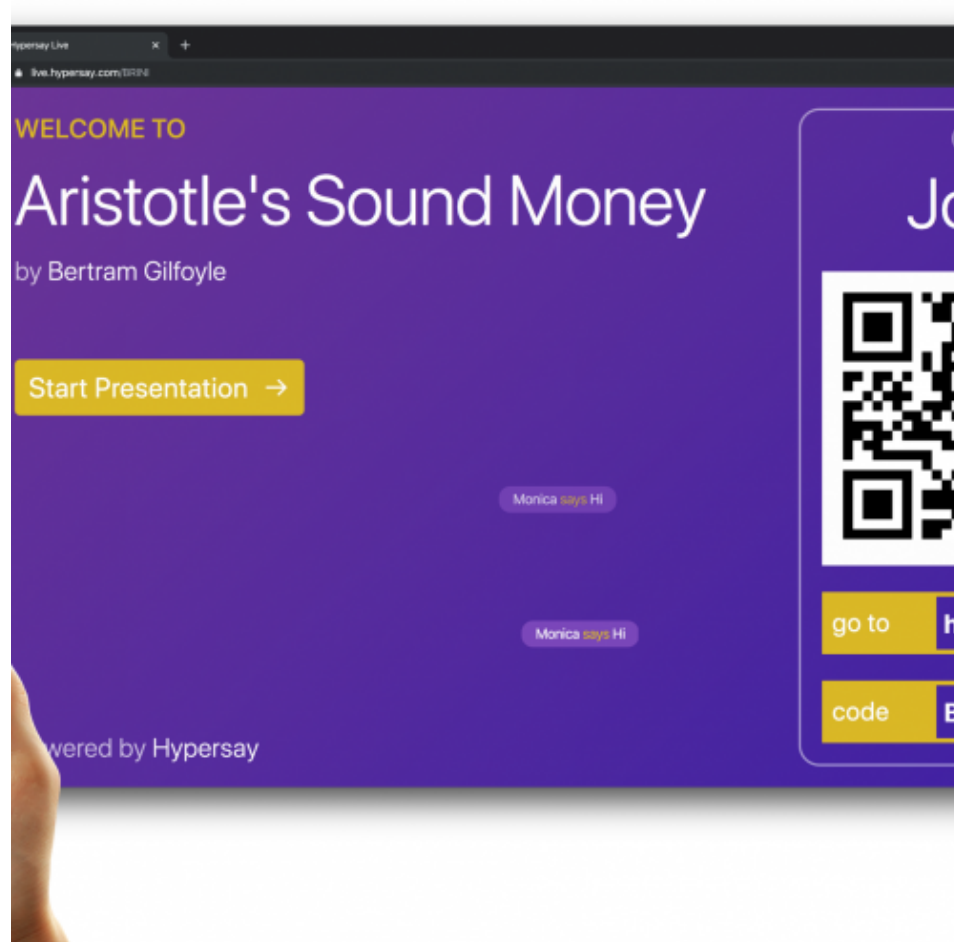 Hypersay Live
live.hypersay.com/BRINI
WELCOME TO
Aristotle's Sound Money
by Bertram Gilfoyle
Start Presentation →
Monica says Hi
Monica says Hi
wered by Hypersay
Jo
go to h
code B